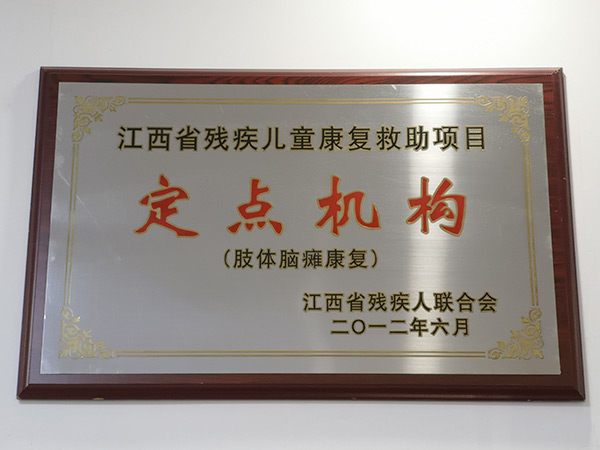 江西省残疾儿童康复救助项目
定点机构
（肢体脑瘫康复）
江西省残疾人联合会
二〇一二年六月